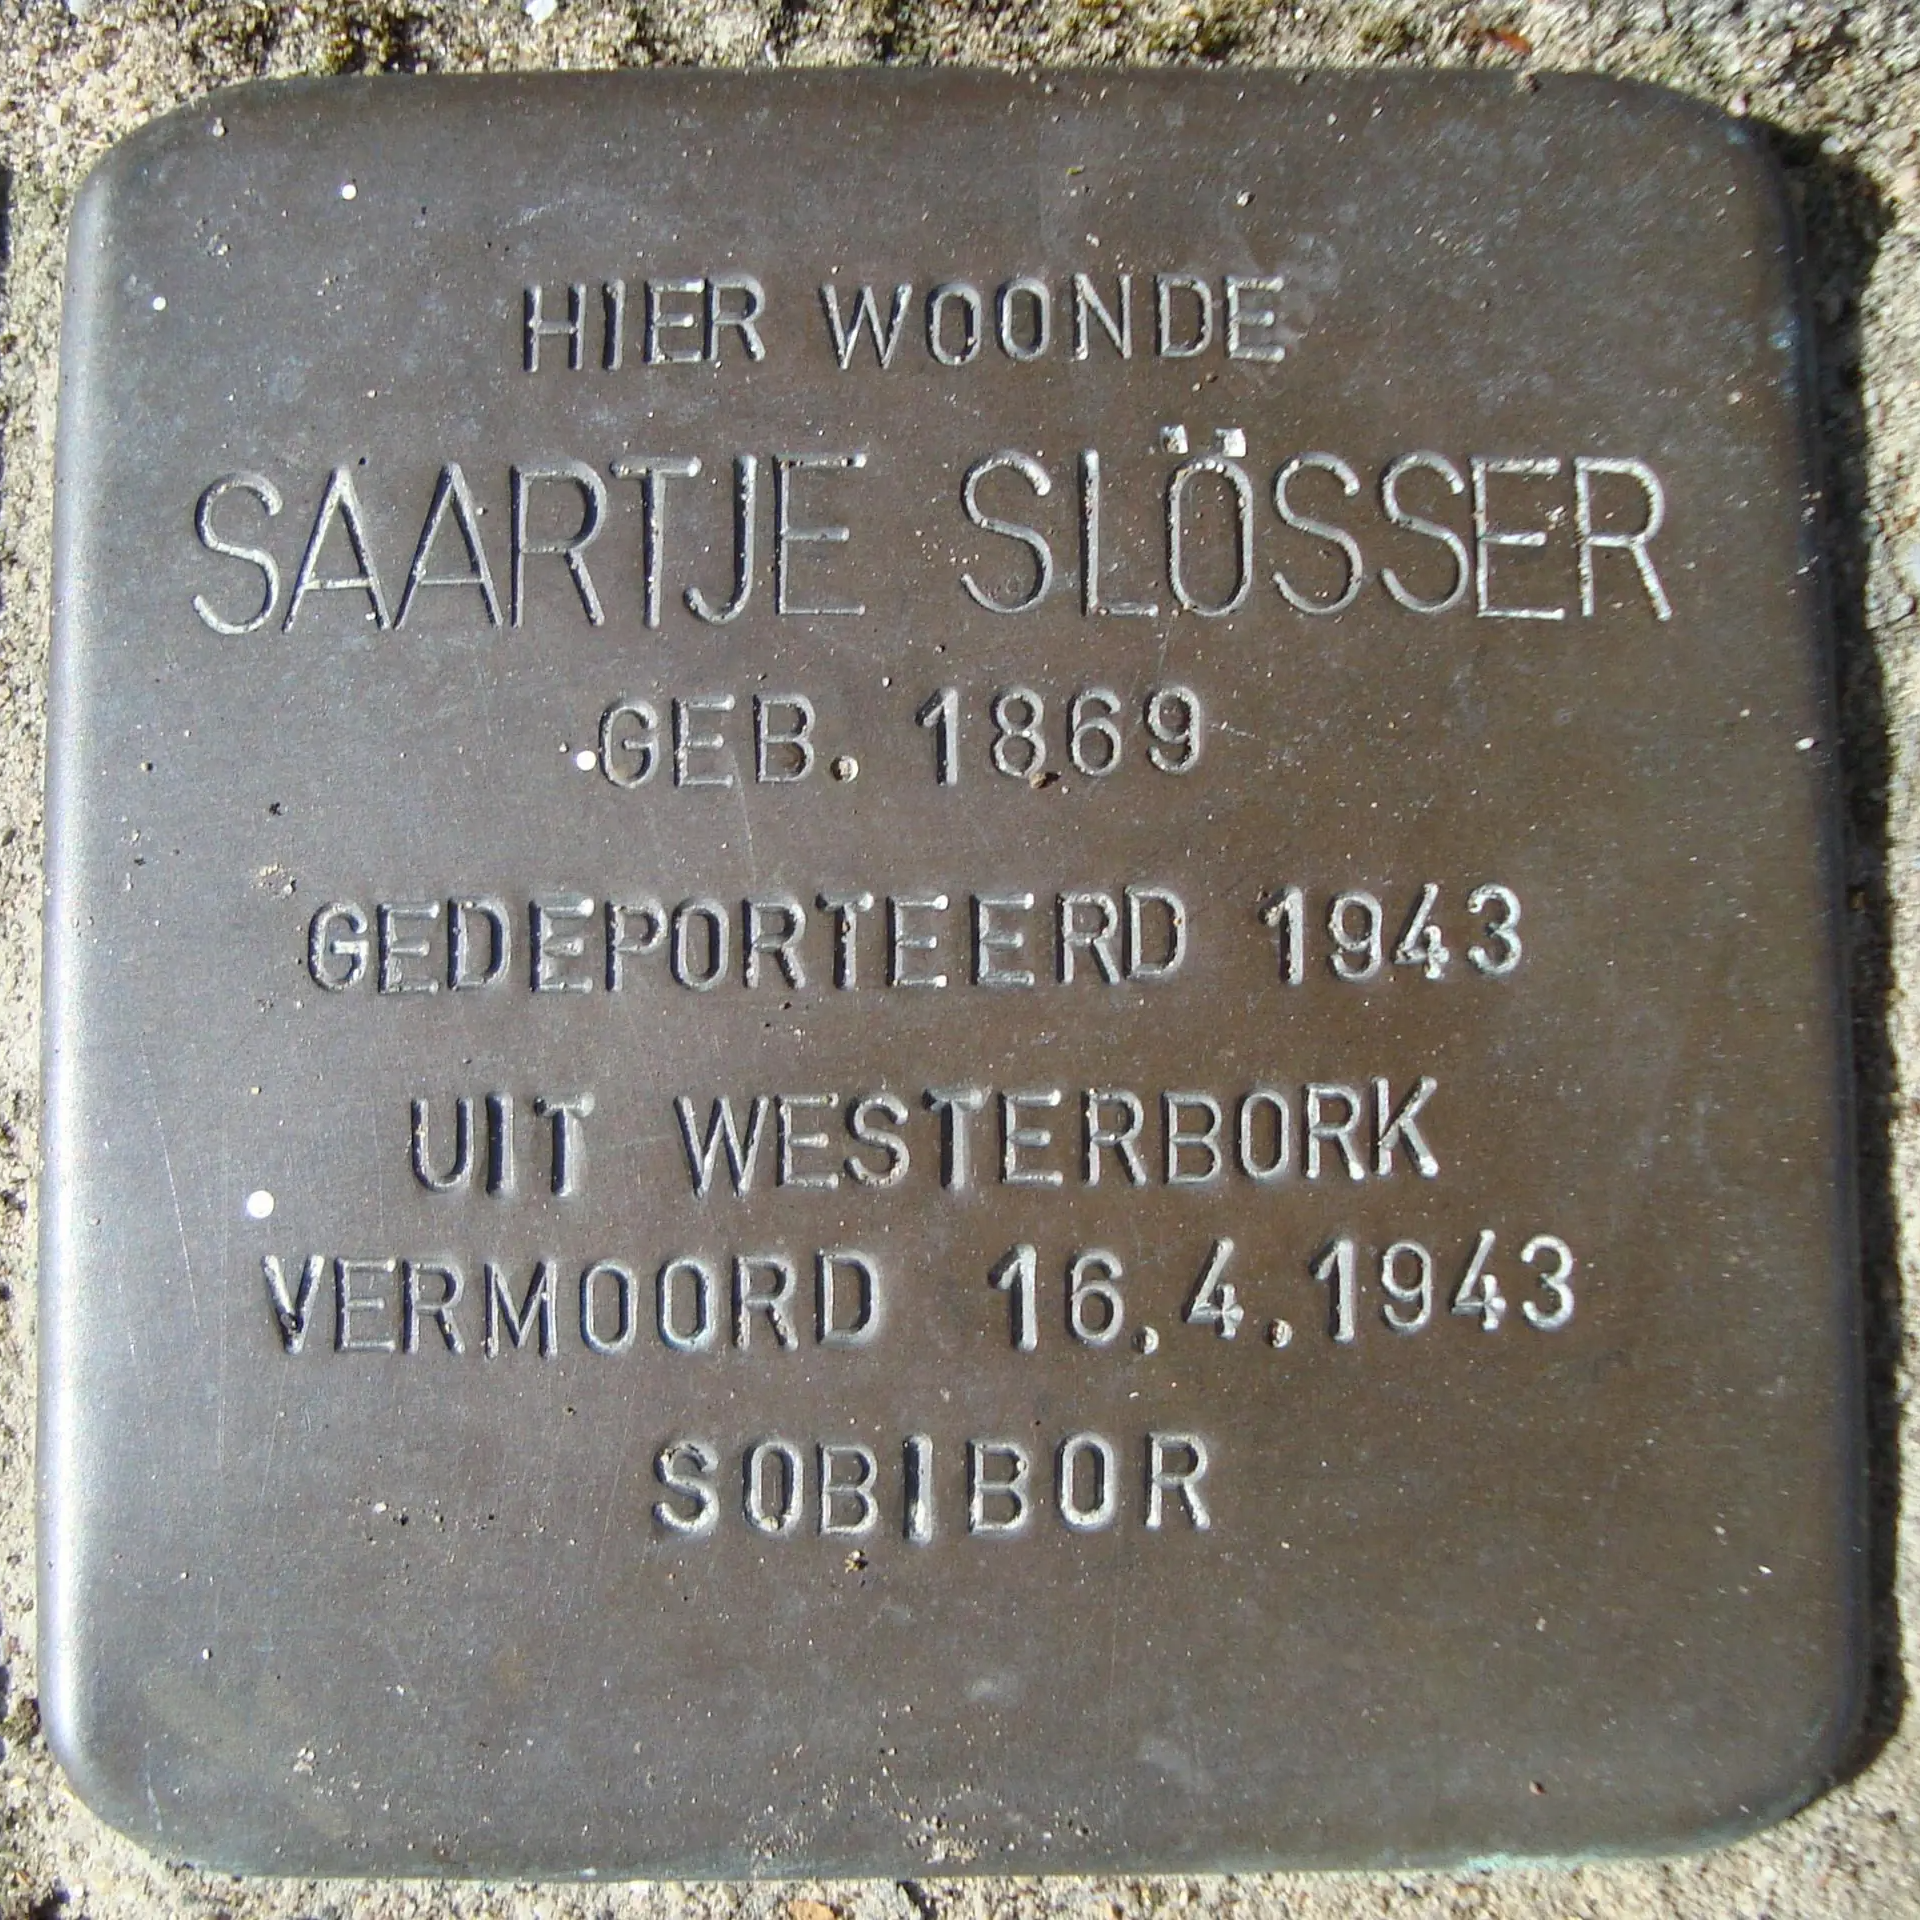 HIER WOONDE
SAARTJE SLÖSSER
GEB. 1869
GEDEPORTEERD 1943
UIT WESTERBORK
VERMOORD 16.4.1943
SOBIBOR